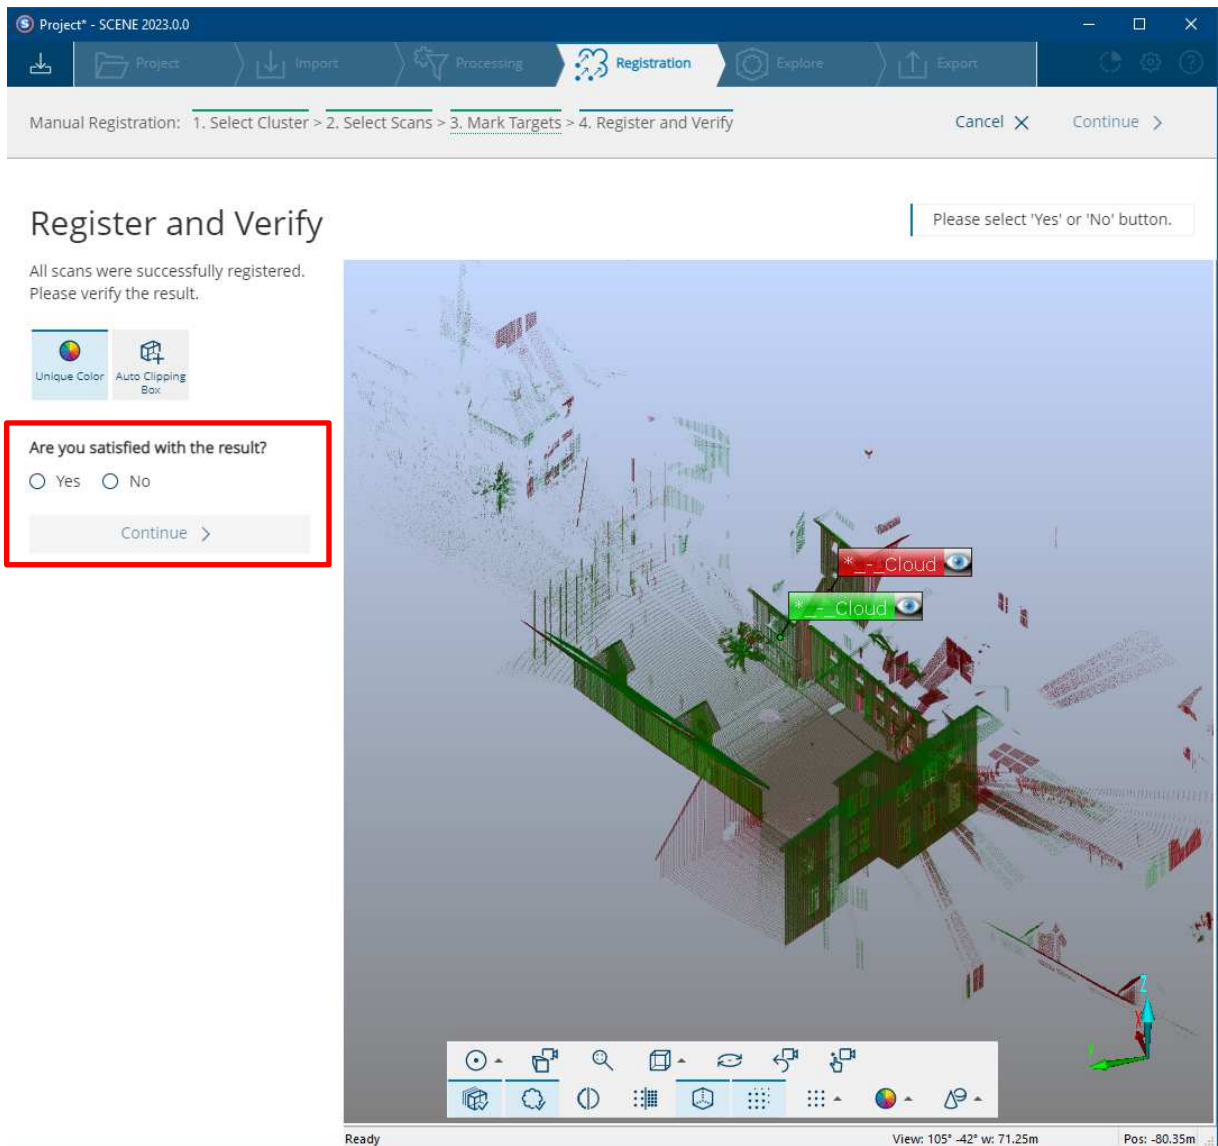 Project* - SCENE 2023.0.0
Project
Import
Processing
Registration
Explore
Export
Manual Registration: 1. Select Cluster > 2. Select Scans > 3. Mark Targets > 4. Register and Verify
Cancel
Continue
Register and Verify
Please select 'Yes' or 'No' button.
All scans were successfully registered.
Please verify the result.
Unique Color
Auto Clipping
Box
Are you satisfied with the result?
Yes No
Continue
*_-_Cloud
*_-_Cloud
Z
X
Ready
View: 105° -42° w: 71.25m
Pos: -80.35m